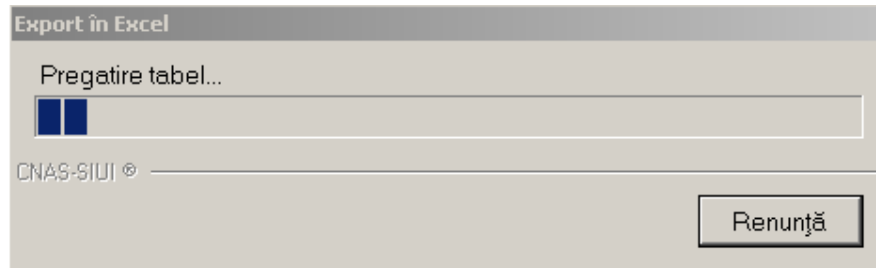 Export în Excel
Pregatire tabel...
CNAS-SIUI ®
Renunţă